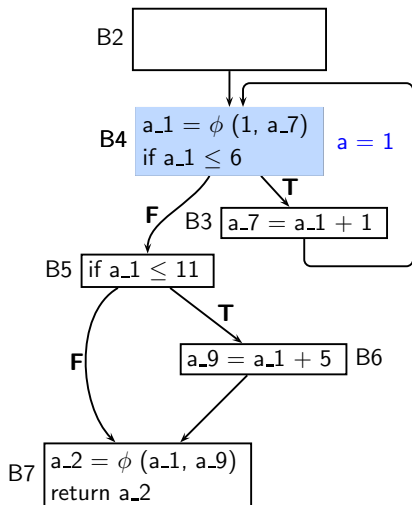 B2
B4
a_1 = ϕ (1, a_7)
if a_1 ≤ 6
a = 1
F
T
B3
a_7 = a_1 + 1
B5
if a_1 ≤ 11
T
F
a_9 = a_1 + 5
B6
B7
a_2 = ϕ (a_1, a_9)
return a_2